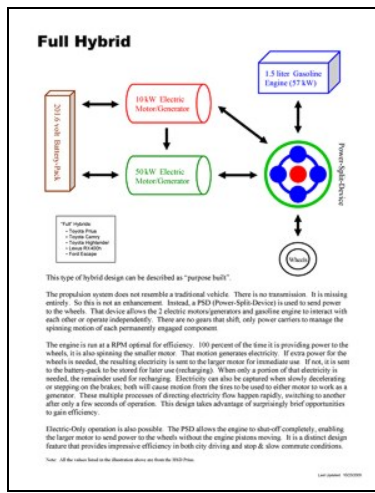 Full Hybrid
1.5 liter Gasoline
Engine (57 kW)
201.6 volt Battery-Pack
10 kW Electric
Motor/Generator
50 kW Electric
Motor/Generator
Power-Split-Device
"Full" Hybrids
- Toyota Prius
- Toyota Camry
- Toyota Highlander
- Lexus RX400h
- Ford Escape
Wheels
This type of hybrid design can be described as "purpose built".
The propulsion system does not resemble a traditional vehicle. There is no transmission. It is missing
entirely. So this is not an enhancement. Instead, a PSD (Power-Split-Device) is used to send power
to the wheels. That device allows the 2 electric motors/generators and gasoline engine to interact with
each other or operate independently. There are no gears that shift, only power carriers to manage the
spinning motion of each permanently engaged component.
The engine is run at a RPM optimal for efficiency. 100 percent of the time it is providing power to the
wheels, it is also spinning the smaller motor. That motion generates electricity. If extra power for the
wheels is needed, the resulting electricity is sent to the larger motor for immediate use. If not, it is sent
to the battery-pack to be stored for later use (recharging). When only a portion of that electricity is
needed, the remainder used for recharging. Electricity can also be captured when slowly decelerating
or stepping on the brakes; both will cause motion from the tires to be used to either motor to work as a
generator. These multiple processes of directing electricity flow happen rapidly, switching to another
after only a few seconds of operation. This design takes advantage of surprisingly brief opportunities
to gain efficiency.
Electric-Only operation is also possible. The PSD allows the engine to shut-off completely, enabling
the larger motor to send power to the wheels without the engine pistons moving. It is a distinct design
feature that provides impressive efficiency in both city driving and stop & slow commute conditions.
Note: All the values listed in the illustration above are from the HSD Prius.
Last Updated: